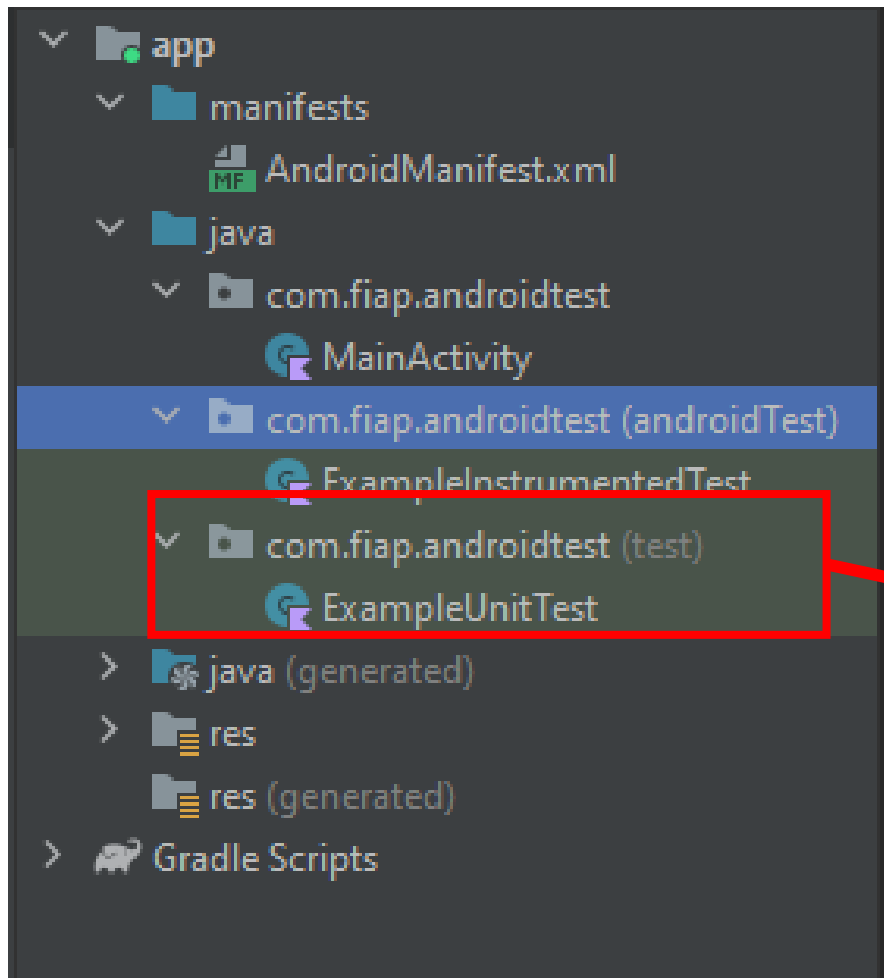 app
manifests
MF AndroidManifest.xml
java
com.fiap.androidtest
MainActivity
com.fiap.androidtest (androidTest)
ExampleInstrumentedTest
com.fiap.androidtest (test)
ExampleUnitTest
java (generated)
res
res (generated)
Gradle Scripts